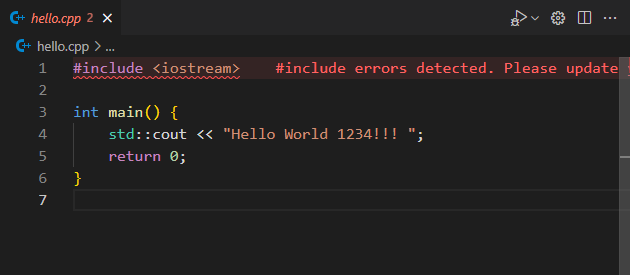 hello.cpp 2
hello.cpp > ...
1 #include <iostream> #include errors detected. Please update
2
3 int main() {
4 std::cout << "Hello World 1234!!! ";
5 return 0;
6 }
7